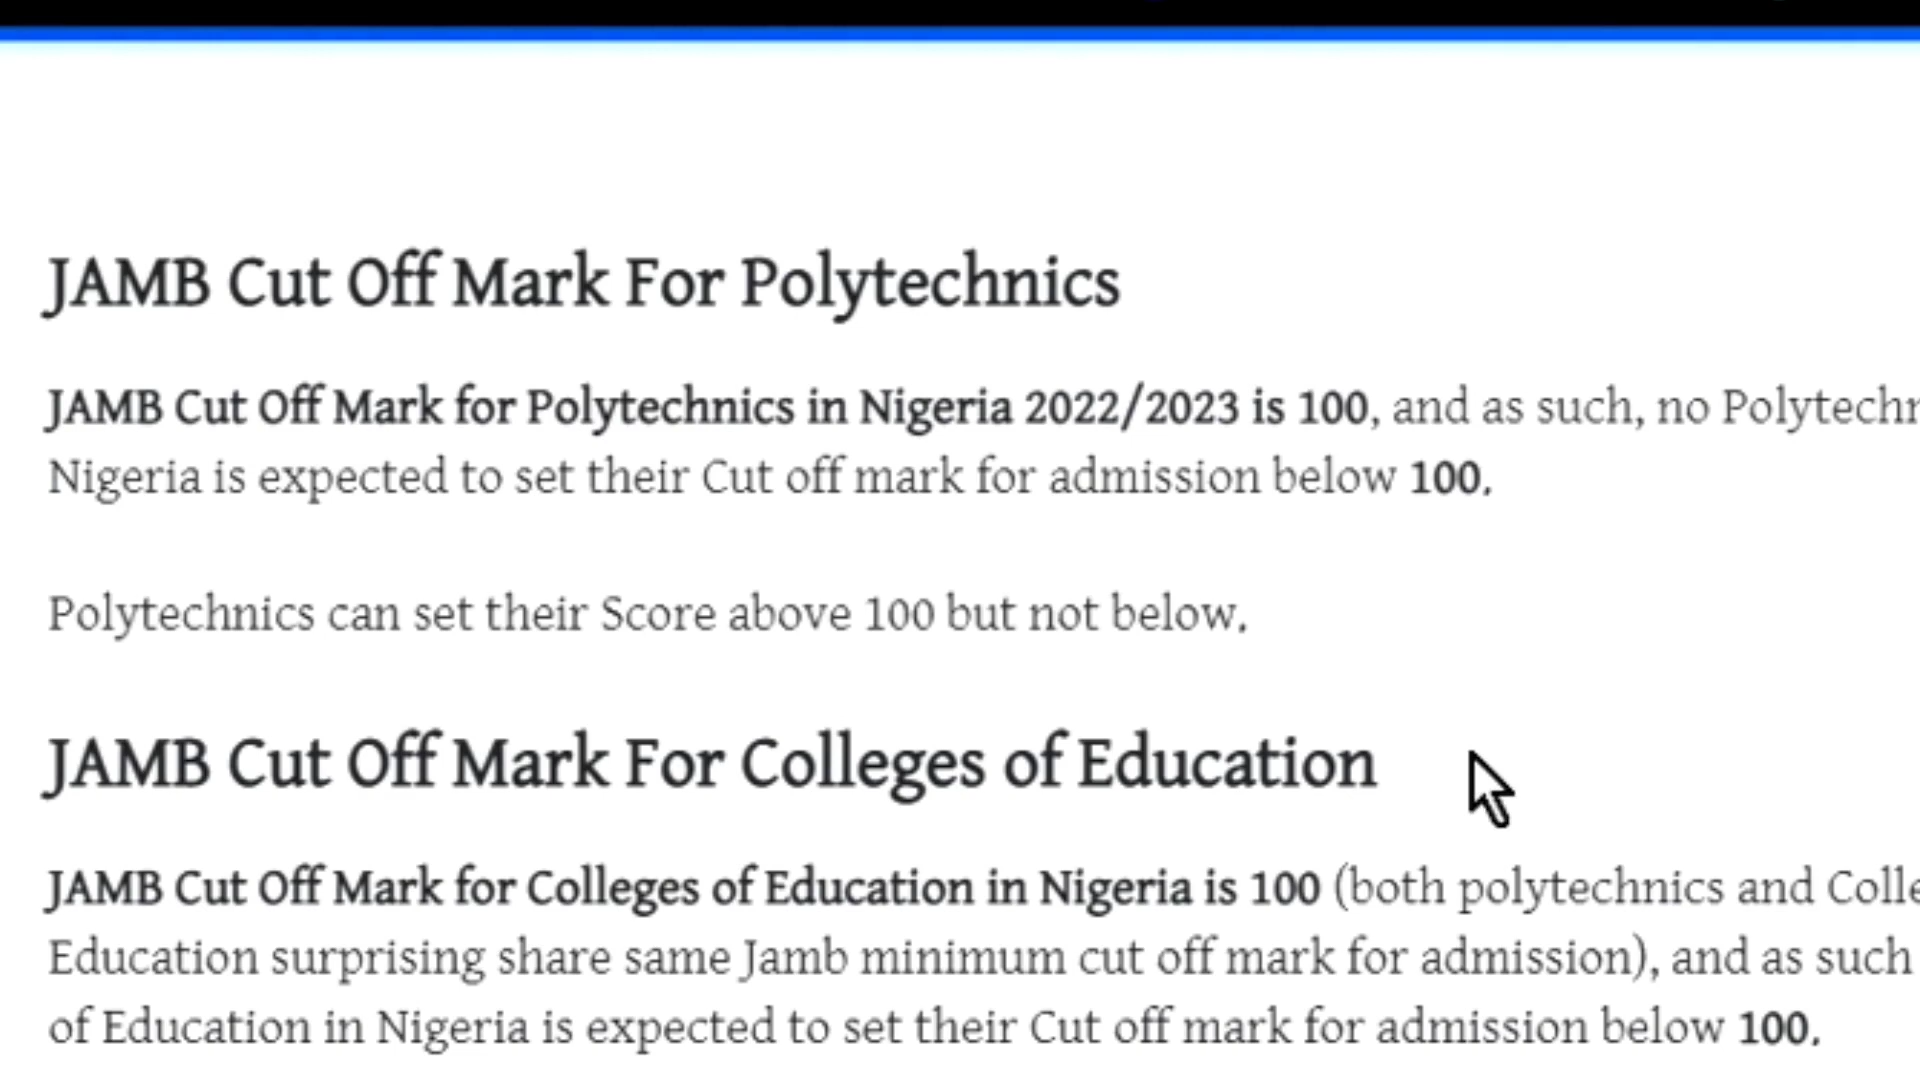 JAMB Cut Off Mark For Polytechnics
JAMB Cut Off Mark for Polytechnics in Nigeria 2022/2023 is 100, and as such, no
Nigeria is expected to set their Cut off mark for admission below 100.
Polytechnics can set their Score above 100 but not below.
JAMB Cut Off Mark For Colleges of Education
JAMB Cut Off Mark for Colleges of Education in Nigeria is 100 (both polytechnics and
Education surprising share same Jamb minimum cut off mark for admission), and as such
of Education in Nigeria is expected to set their Cut off mark for admission below 100.